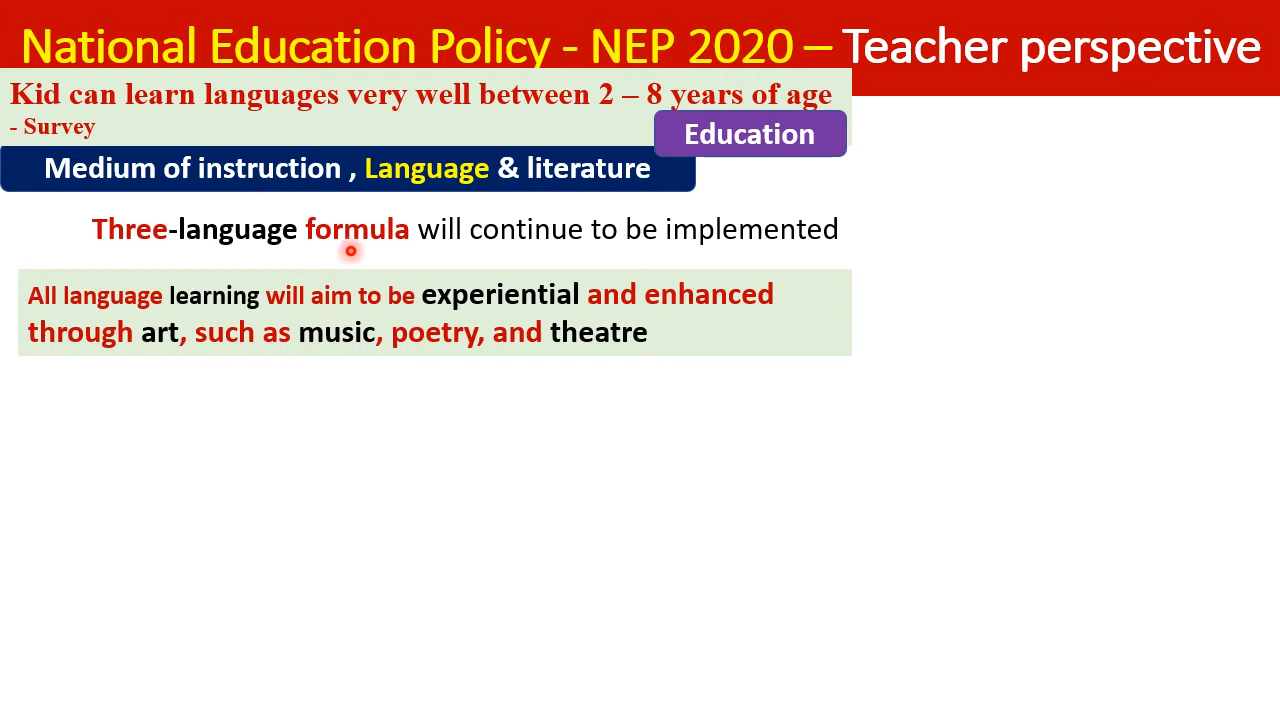 National Education Policy - NEP 2020 – Teacher perspective
Kid can learn languages very well between 2 – 8 years of age
- Survey
Education
Medium of instruction , Language & literature
Three-language formula will continue to be implemented
All language learning will aim to be experiential and enhanced
through art, such as music, poetry, and theatre